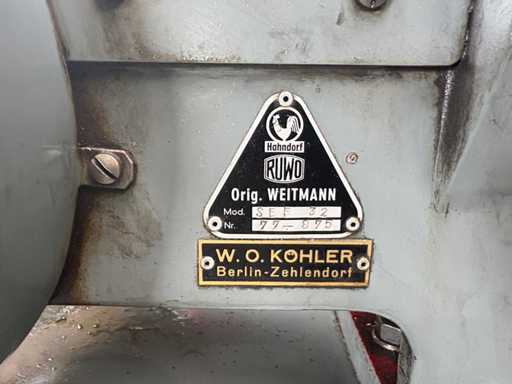 Hahndorf
RUWO
Orig. WEITMANN
Mod. SEF 32
Nr. 77-875
W. O. KÖHLER
Berlin-Zehlendorf